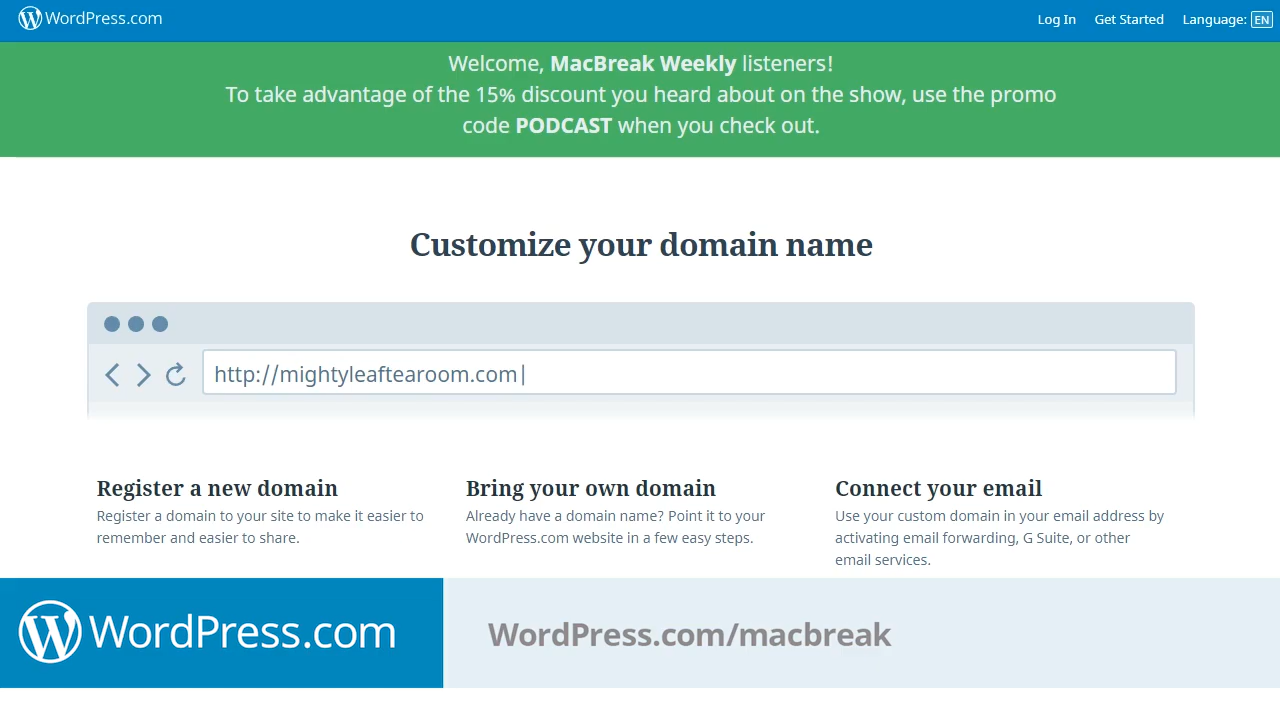 WordPress.com
Log In Get Started Language: EN
Welcome, MacBreak Weekly listeners!
To take advantage of the 15% discount you heard about on the show, use the promo
code PODCAST when you check out.
Customize your domain name
http://mightyleaftearoom.com|
Register a new domain
Register a domain to your site to make it easier to
remember and easier to share.
Bring your own domain
Already have a domain name? Point it to your
WordPress.com website in a few easy steps.
Connect your email
Use your custom domain in your email address by
activating email forwarding, G Suite, or other
email services.
WordPress.com
WordPress.com/macbreak